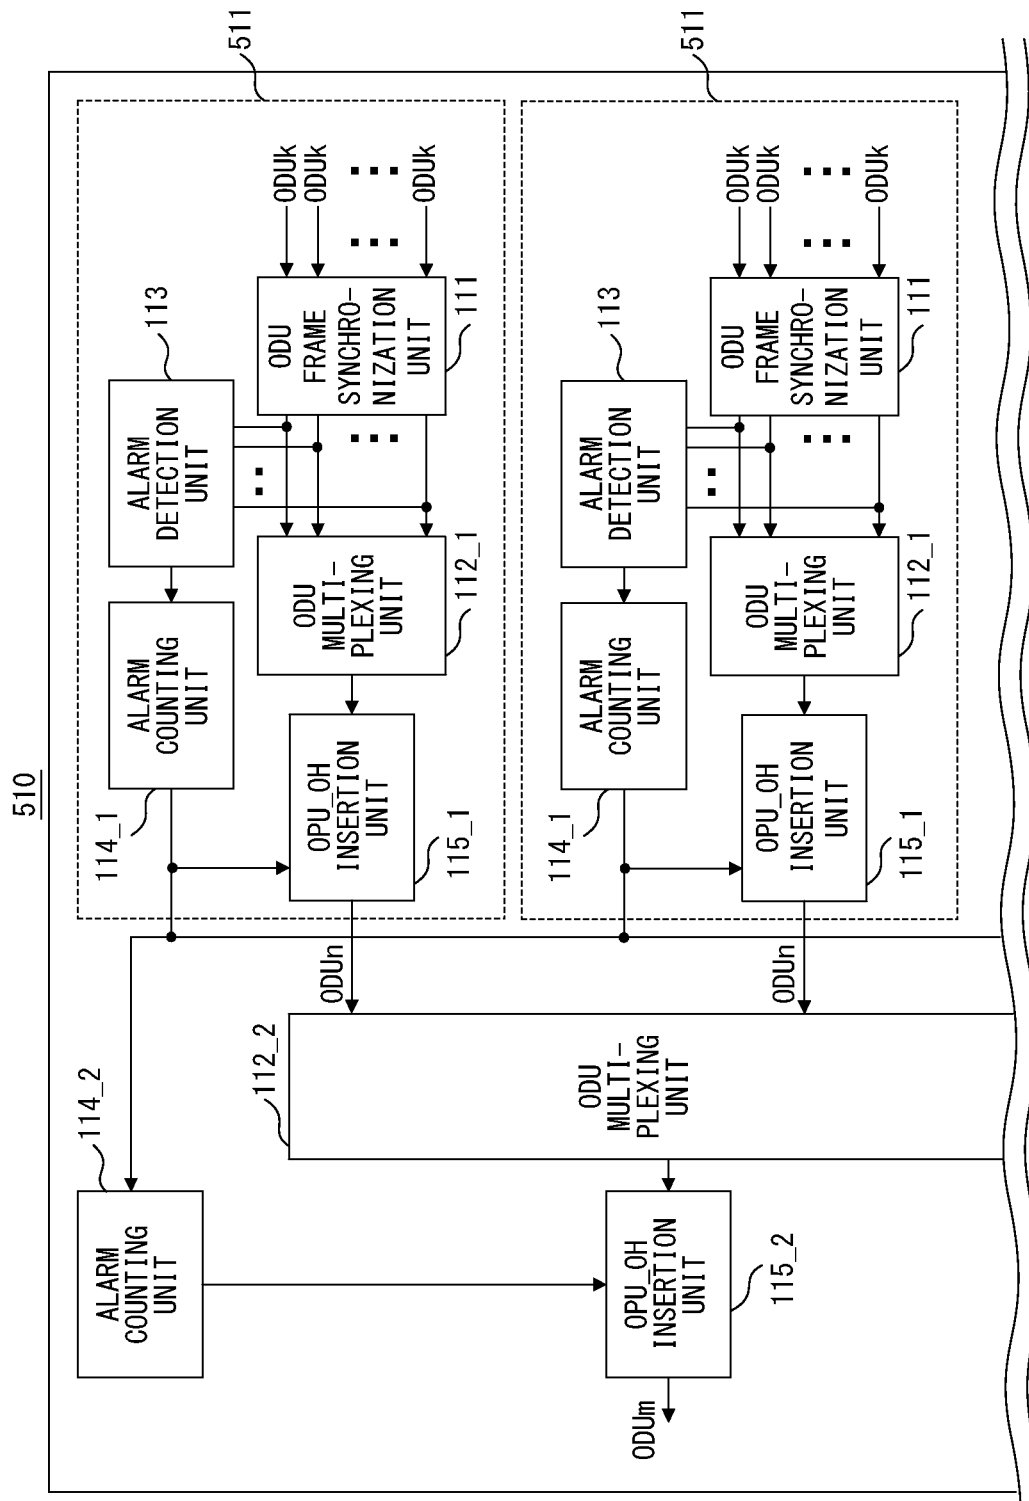 510
511
ODUk
ODUk
ODUk
ODU
FRAME
SYNCHRO-
NIZATION
UNIT
111
113
ALARM
DETECTION
UNIT
ODU
MULTI-
PLEXING
UNIT
112_1
ALARM
COUNTING
UNIT
114_1
OPU_OH
INSERTION
UNIT
115_1
ODUn
511
ODUk
ODUk
ODUk
ODU
FRAME
SYNCHRO-
NIZATION
UNIT
111
113
ALARM
DETECTION
UNIT
ODU
MULTI-
PLEXING
UNIT
112_1
ALARM
COUNTING
UNIT
114_1
OPU_OH
INSERTION
UNIT
115_1
ODUn
112_2
ODU
MULTI-
PLEXING
UNIT
114_2
ALARM
COUNTING
UNIT
OPU_OH
INSERTION
UNIT
115_2
ODUm